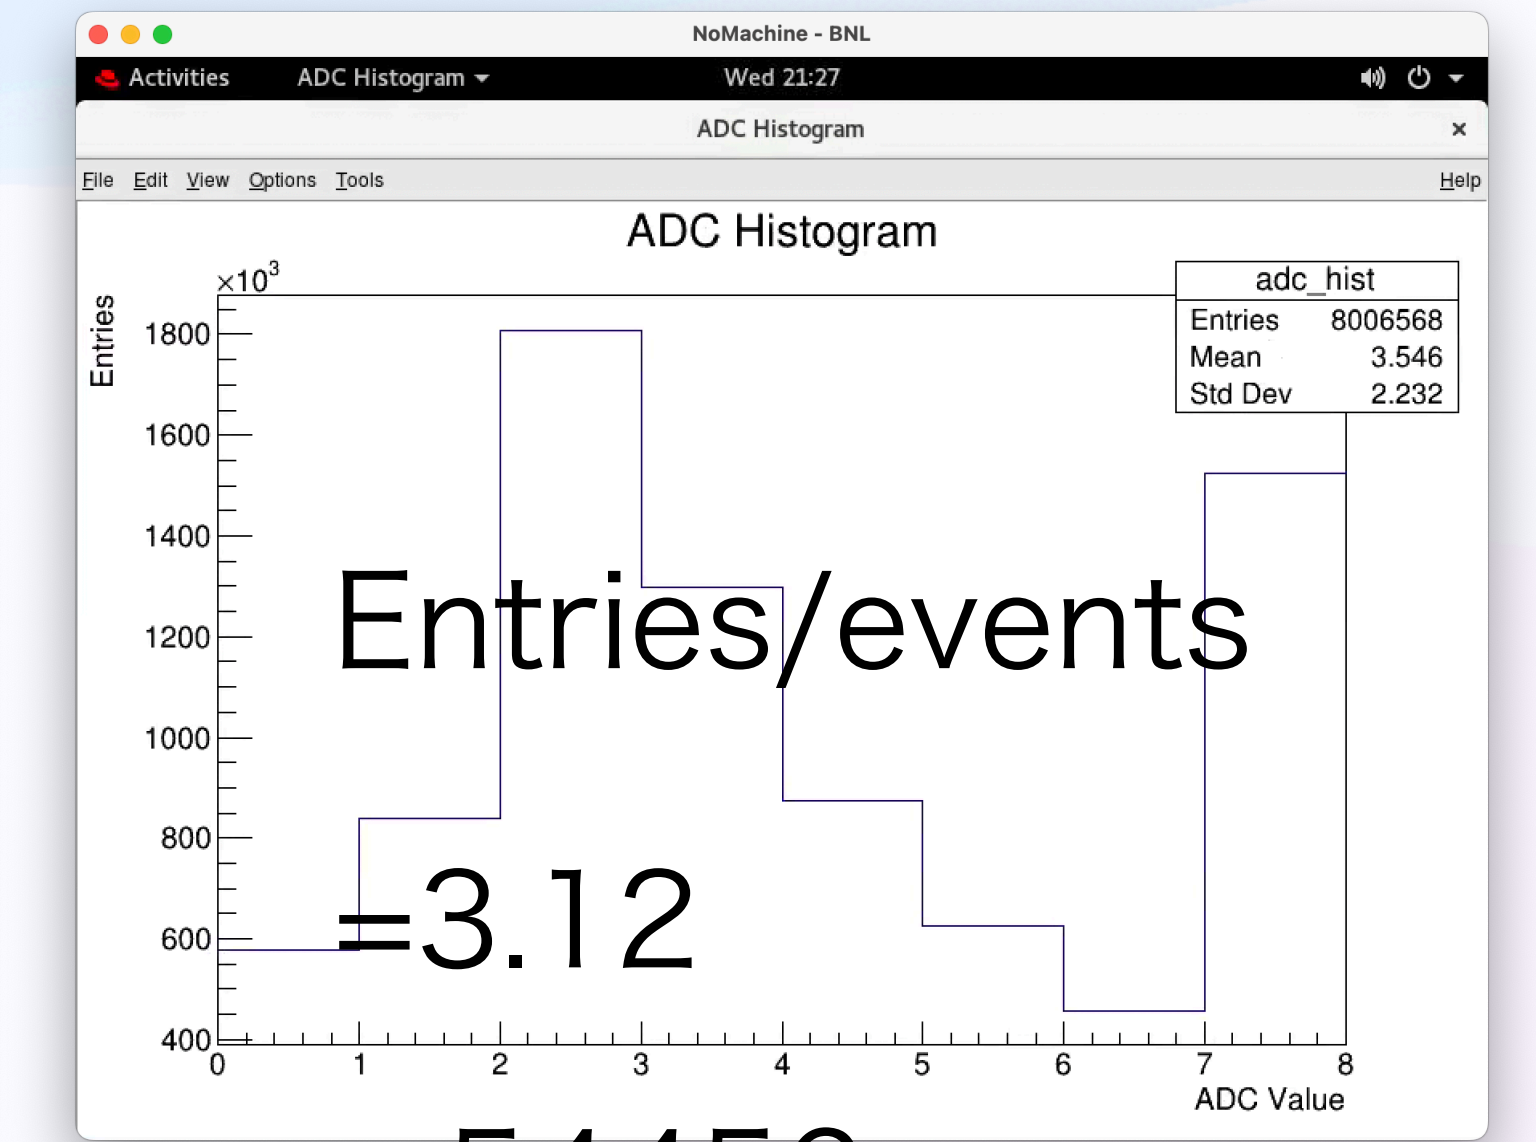 NoMachine - BNL
Activities
ADC Histogram
Wed 21:27
ADC Histogram
File Edit View Options Tools Help
ADC Histogram
×10³
Entries
adc_hist
Entries 8006568
Mean 3.546
Std Dev 2.232
1800
1600
1400
1200
1000
800
600
400
Entries/events
=3.12
0 1 2 3 4 5 6 7 8
ADC Value